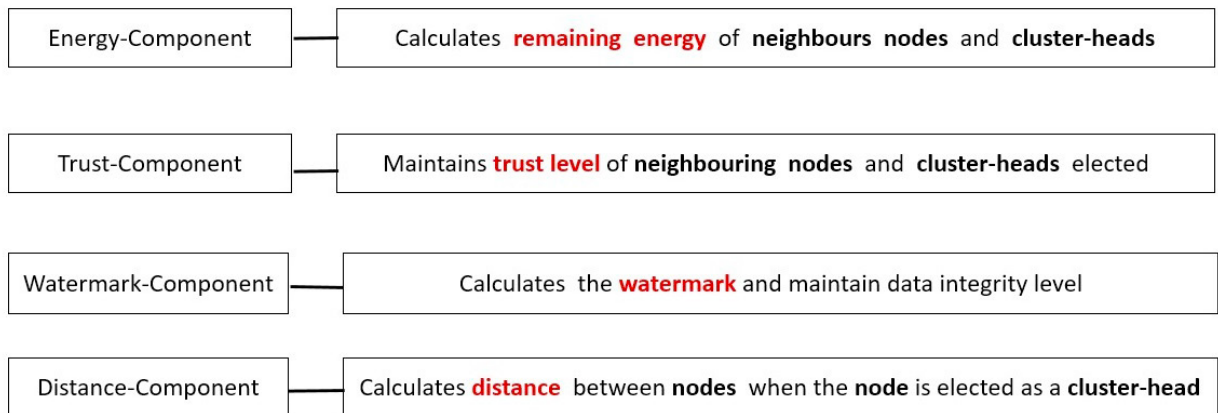 Energy-Component
Calculates remaining energy of neighbours nodes and cluster-heads
Trust-Component
Maintains trust level of neighbouring nodes and cluster-heads elected
Watermark-Component
Calculates the watermark and maintain data integrity level
Distance-Component
Calculates distance between nodes when the node is elected as a cluster-head